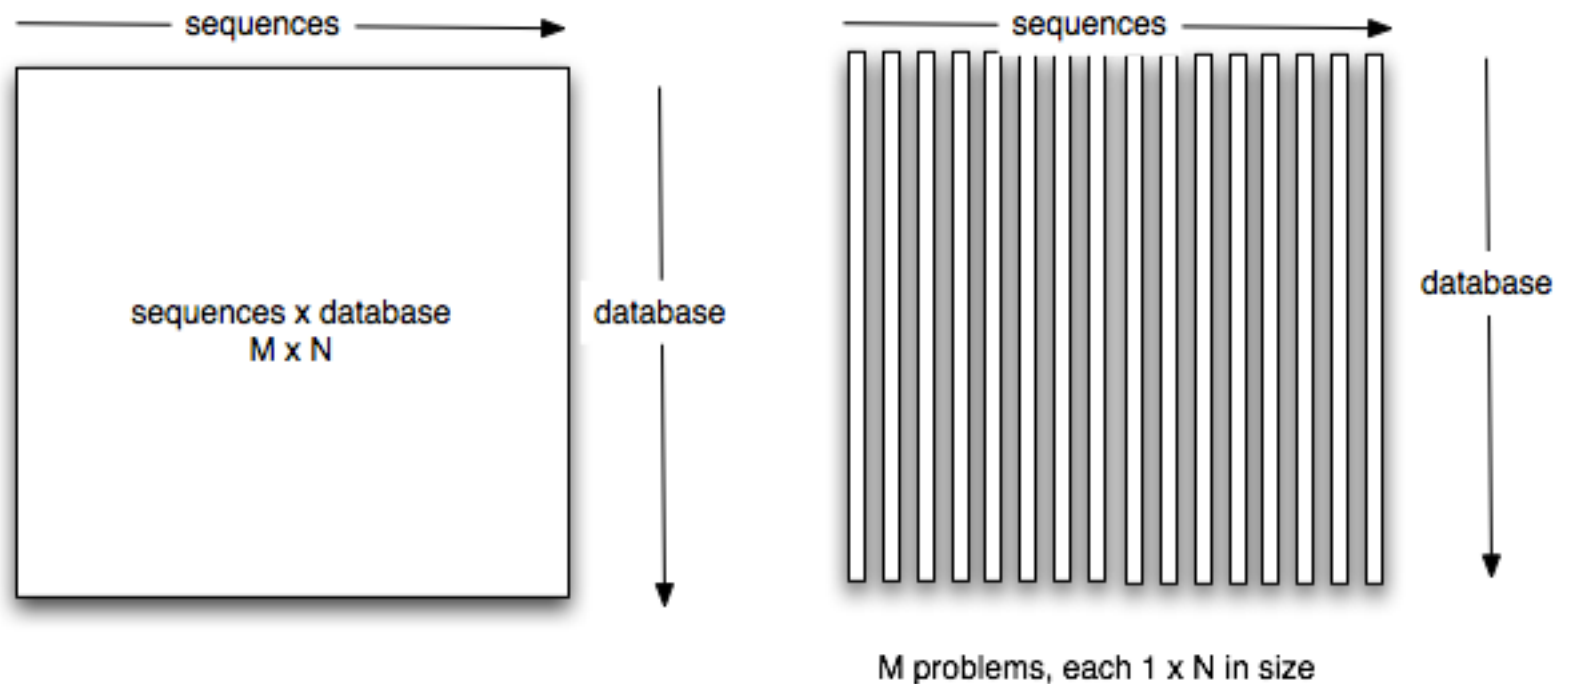 sequences
sequences x database
M x N
database
sequences
database
M problems, each 1 x N in size